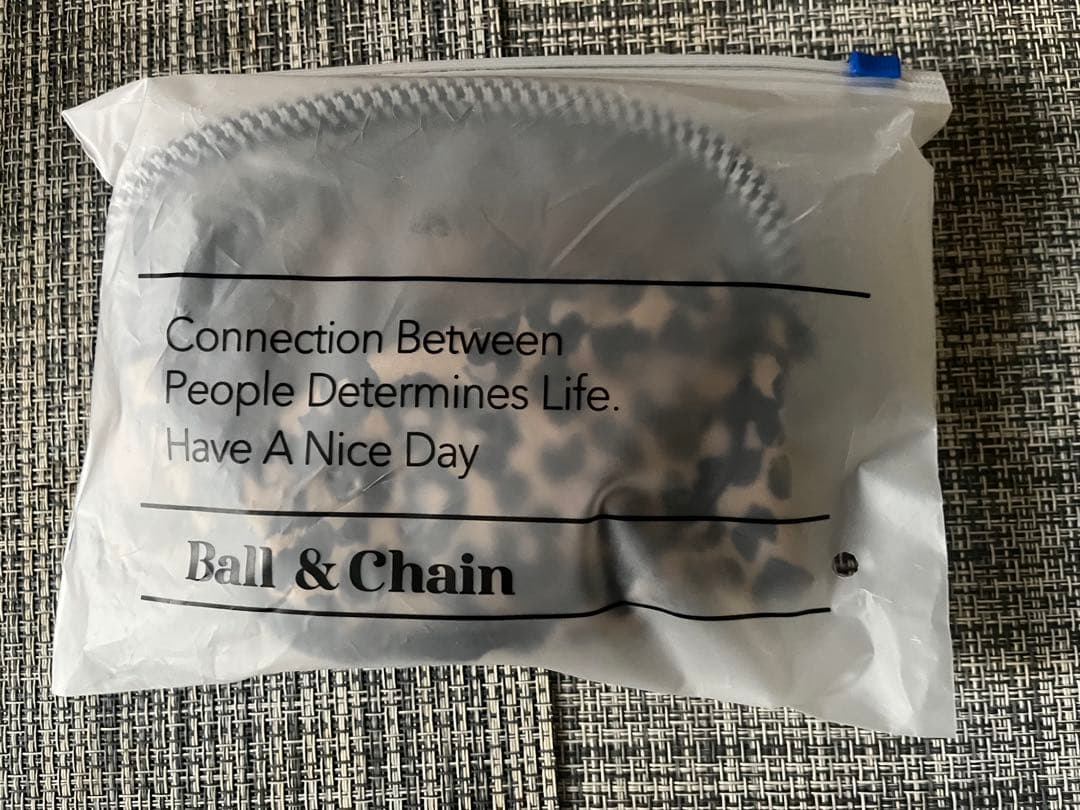 Connection Between
People Determines Life.
Have A Nice Day
Ball & Chain